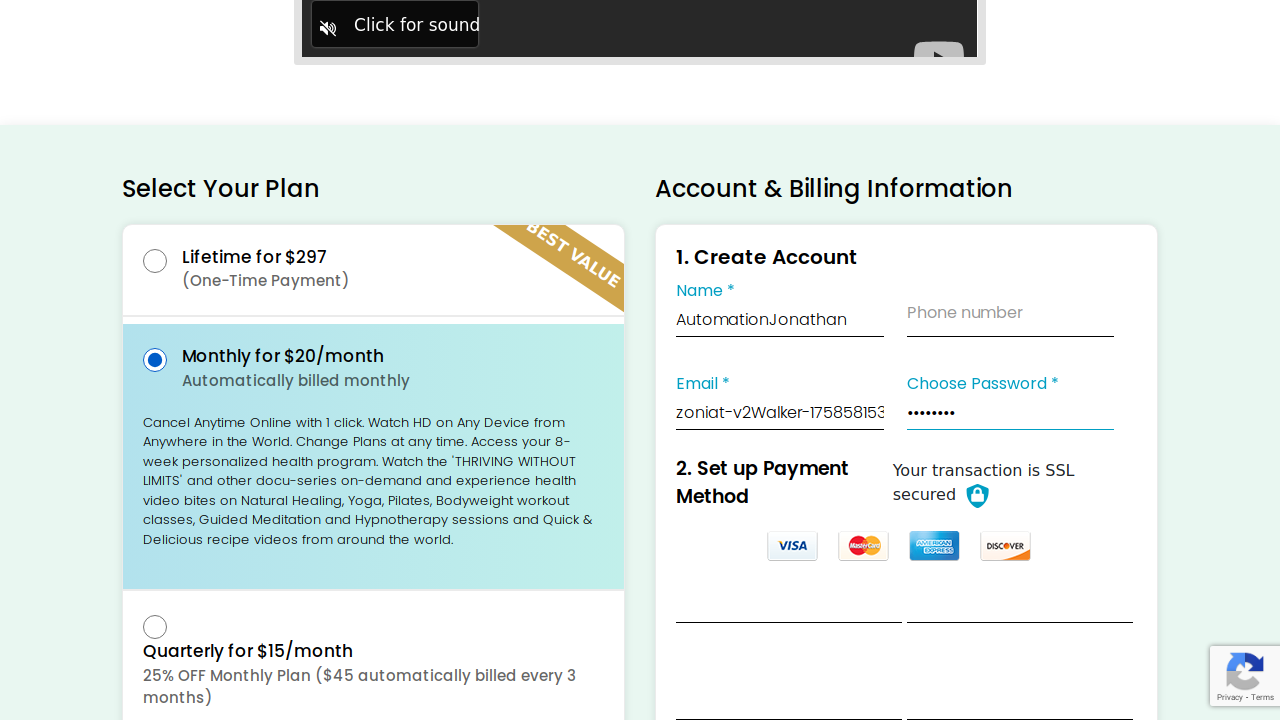 Click for sound
Select Your Plan
Account & Billing Information
BEST VALUE
Lifetime for $297
(One-Time Payment)
Monthly for $20/month
Automatically billed monthly
Cancel Anytime Online with 1 click. Watch HD on Any Device from
Anywhere in the World. Change Plans at any time. Access your 8-
week personalized health program. Watch the 'THRIVING WITHOUT
LIMITS' and other docu-series on-demand and experience health
video bites on Natural Healing, Yoga, Pilates, Bodyweight workout
classes, Guided Meditation and Hypnotherapy sessions and Quick &
Delicious recipe videos from around the world.
Quarterly for $15/month
25% OFF Monthly Plan ($45 automatically billed every 3
months)
1. Create Account
Name *
AutomationJonathan
Phone number
Email *
zoniat-v2Walker-175858153
Choose Password *
••••••••
2. Set up Payment
Method
Your transaction is SSL
secured
VISA
MasterCard
AMERICAN
EXPRESS
DISCOVER
Privacy - Terms